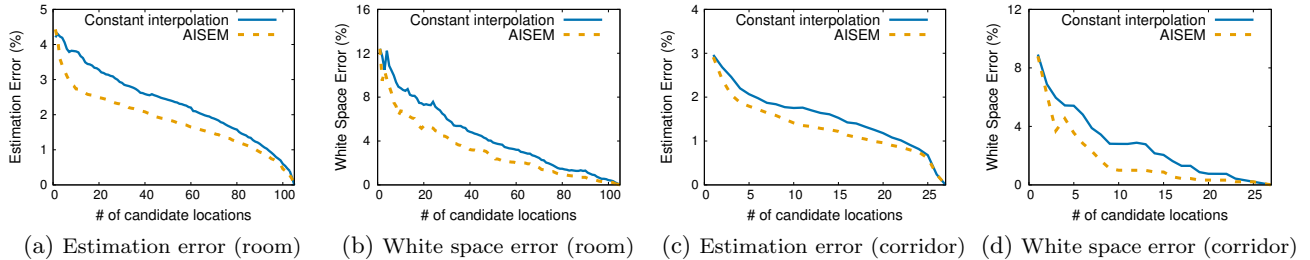 Estimation Error (%)
5
4
3
2
1
0
Constant interpolation
AISEM
0 20 40 60 80 100
# of candidate locations
(a) Estimation error (room)
White Space Error (%)
16
12
8
4
0
Constant interpolation
AISEM
0 20 40 60 80 100
# of candidate locations
(b) White space error (room)
Estimation Error (%)
4
3
2
1
0
Constant interpolation
AISEM
0 5 10 15 20 25
# of candidate locations
(c) Estimation error (corridor)
White Space Error (%)
12
8
4
0
Constant interpolation
AISEM
0 5 10 15 20 25
# of candidate locations
(d) White space error (corridor)